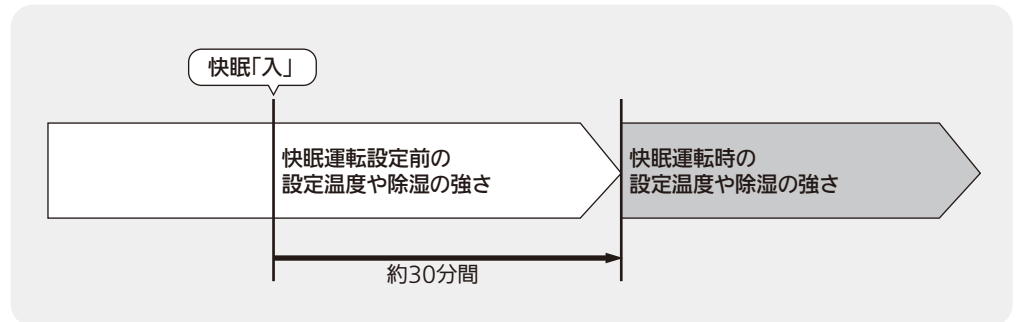 快眠「入」
快眠運転設定前の
設定温度や除湿の強さ
快眠運転時の
設定温度や除湿の強さ
約30分間